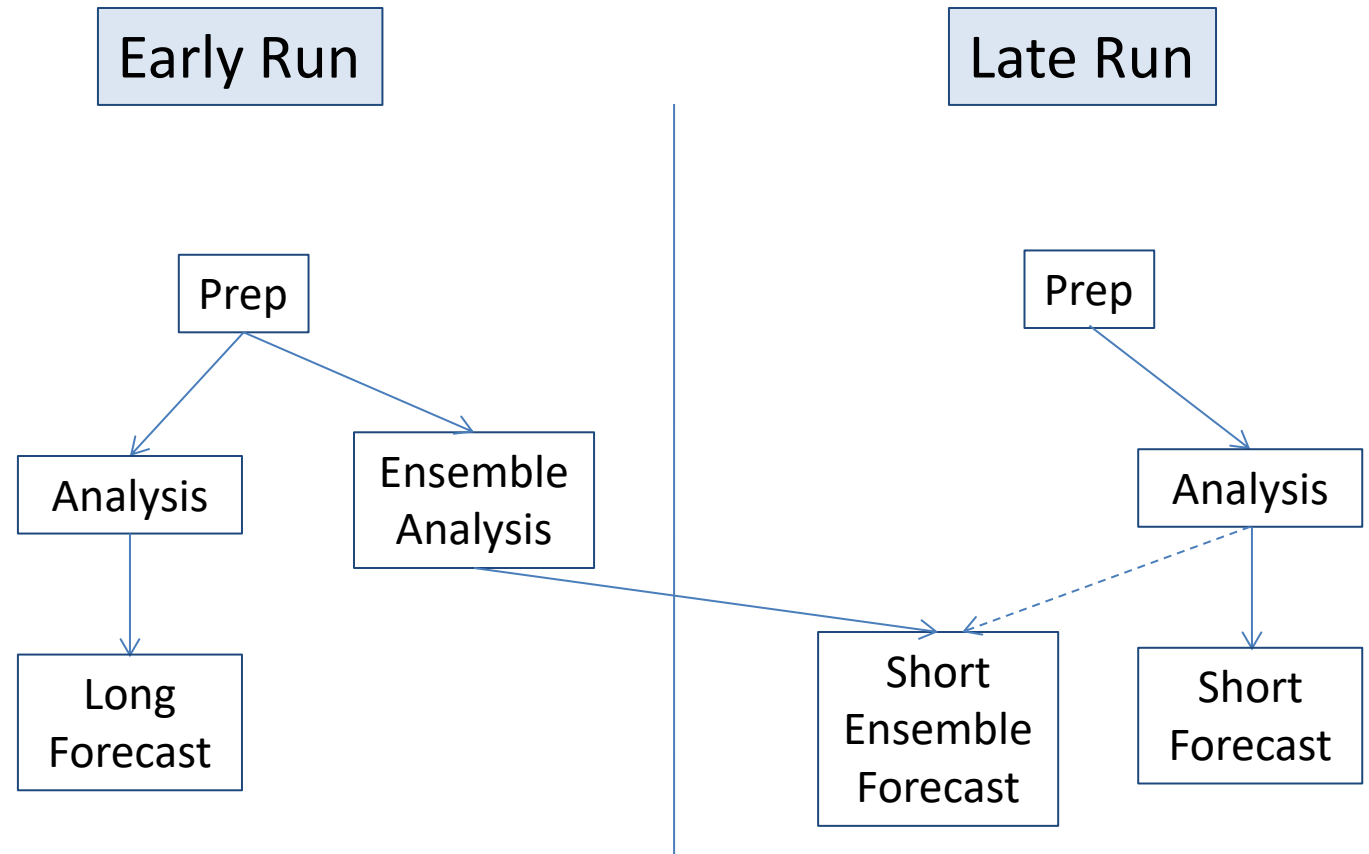 Early Run
Late Run
Prep
Prep
Analysis
Ensemble
Analysis
Analysis
Long
Forecast
Short
Ensemble
Forecast
Short
Forecast